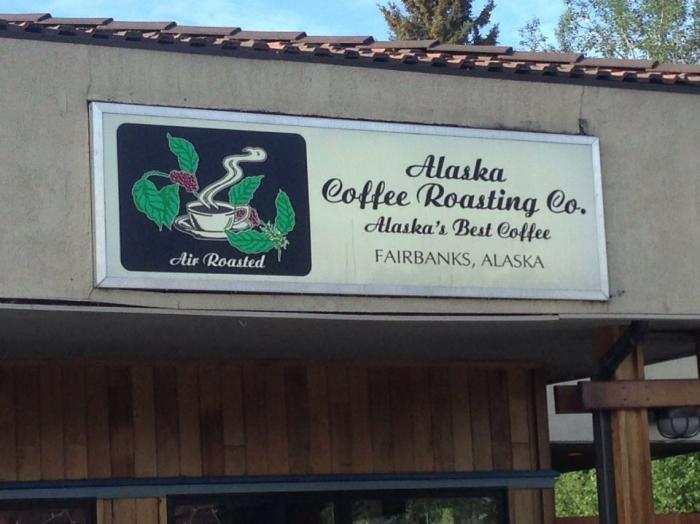 Alaska
Coffee Roasting Co.
Alaska's Best Coffee
FAIRBANKS, ALASKA
Air Roasted